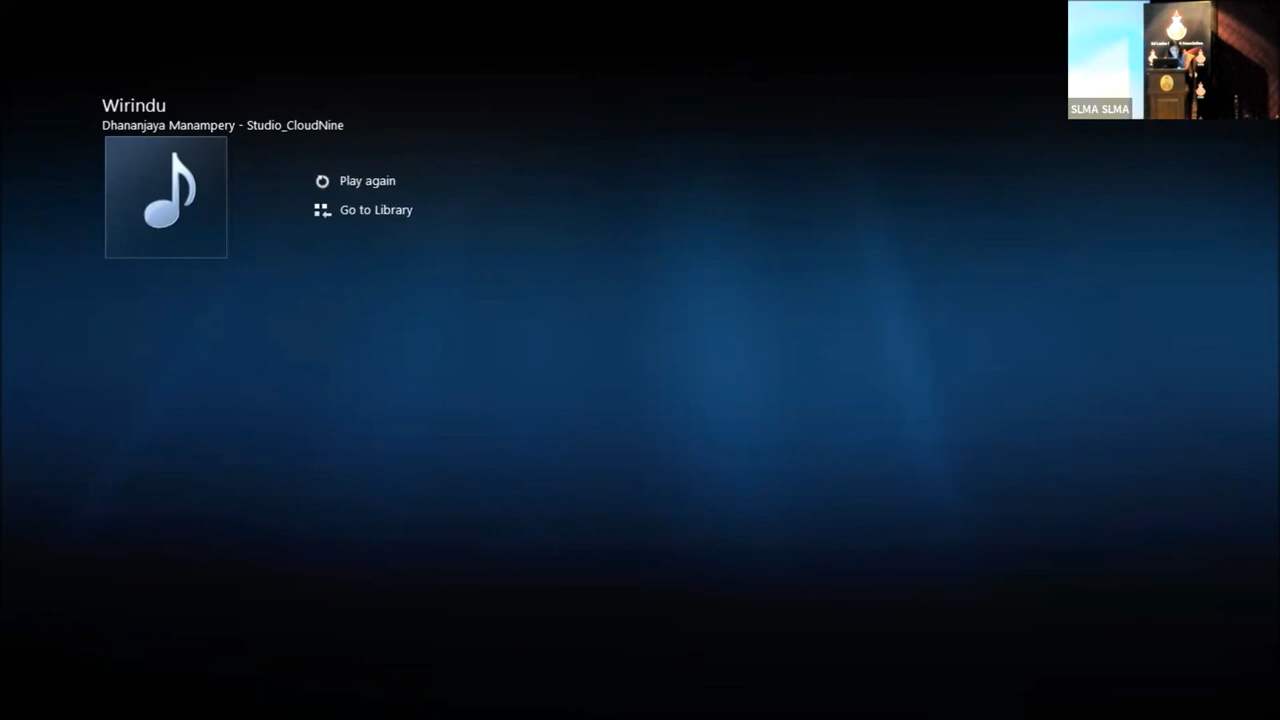 Wirindu
Dhananjaya Manampery - Studio_CloudNine
Play again
Go to Library
SLMA SLMA